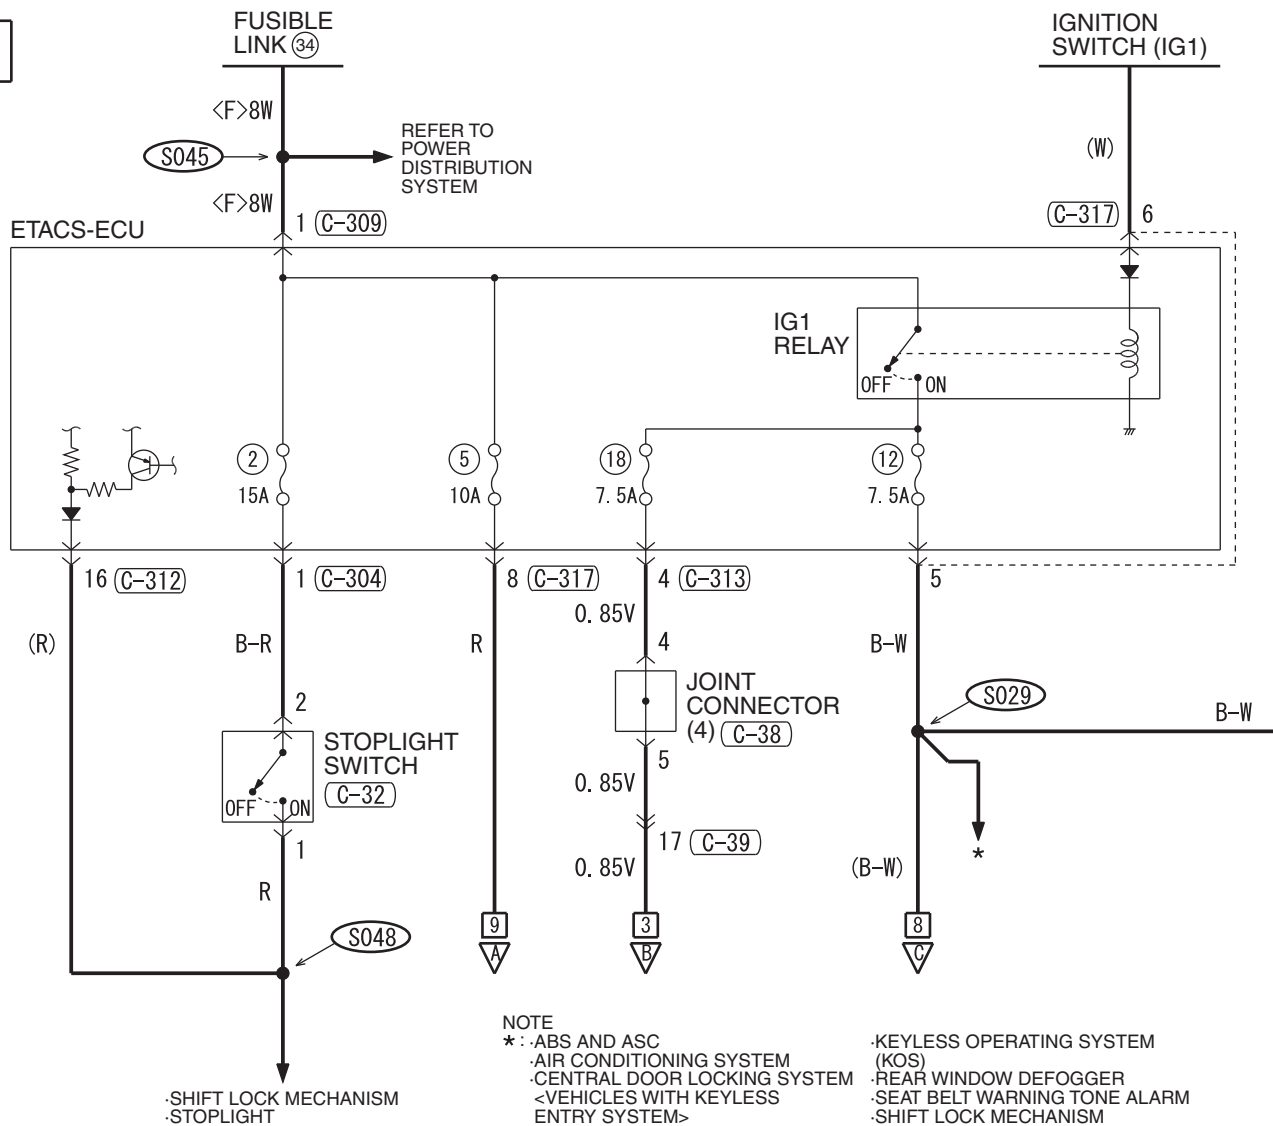 FUSIBLE
LINK 34
IGNITION
SWITCH (IG1)
<F>8W
S045
REFER TO
POWER
DISTRIBUTION
SYSTEM
(W)
<F>8W
1 C-309
C-317 6
ETACS-ECU
IG1
RELAY
OFF ON
2
15A
5
10A
18
7.5A
12
7.5A
16 C-312
1 C-304
8 C-317
4 C-313
5
0.85V
(R)
B-R
R
4
B-W
2
JOINT
CONNECTOR
(4) C-38
S029
B-W
STOPLIGHT
SWITCH
C-32
OFF ON
5
0.85V
1
17 C-39
*
R
0.85V
(B-W)
S048
9
A
3
B
8
C
·SHIFT LOCK MECHANISM
·STOPLIGHT
NOTE
* : ·ABS AND ASC
·AIR CONDITIONING SYSTEM
·CENTRAL DOOR LOCKING SYSTEM
<VEHICLES WITH KEYLESS
ENTRY SYSTEM>
·KEYLESS OPERATING SYSTEM
(KOS)
·REAR WINDOW DEFOGGER
·SEAT BELT WARNING TONE ALARM
·SHIFT LOCK MECHANISM